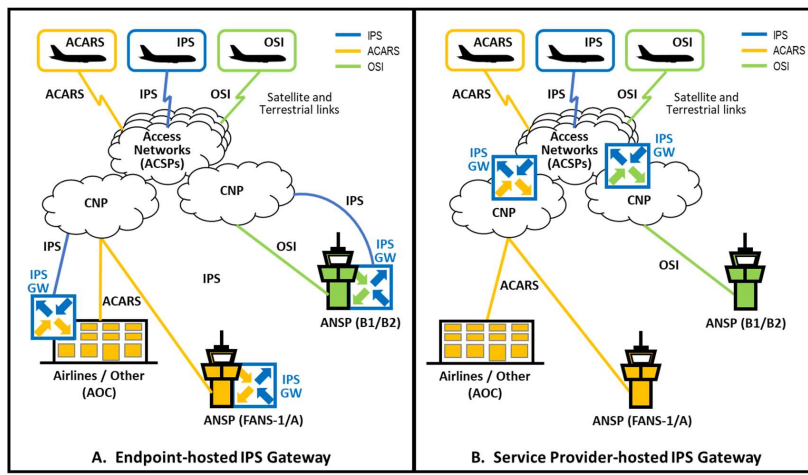 ACARS
IPS
OSI
IPS
ACARS
OSI
ACARS
IPS
OSI
Satellite and
Terrestrial links
Access
Networks
(ACSPs)
CNP
CNP
IPS
IPS
OSI
IPS
GW
IPS
GW
ACARS
IPS
ANSP (B1/B2)
Airlines / Other
(AOC)
IPS
GW
ANSP (FANS-1/A)
A. Endpoint-hosted IPS Gateway
ACARS
IPS
OSI
IPS
ACARS
OSI
ACARS
IPS
OSI
Satellite and
Terrestrial links
Access
Networks
(ACSPs)
IPS
GW
IPS
GW
CNP
CNP
OSI
ACARS
ANSP (B1/B2)
Airlines / Other
(AOC)
ANSP (FANS-1/A)
B. Service Provider-hosted IPS Gateway